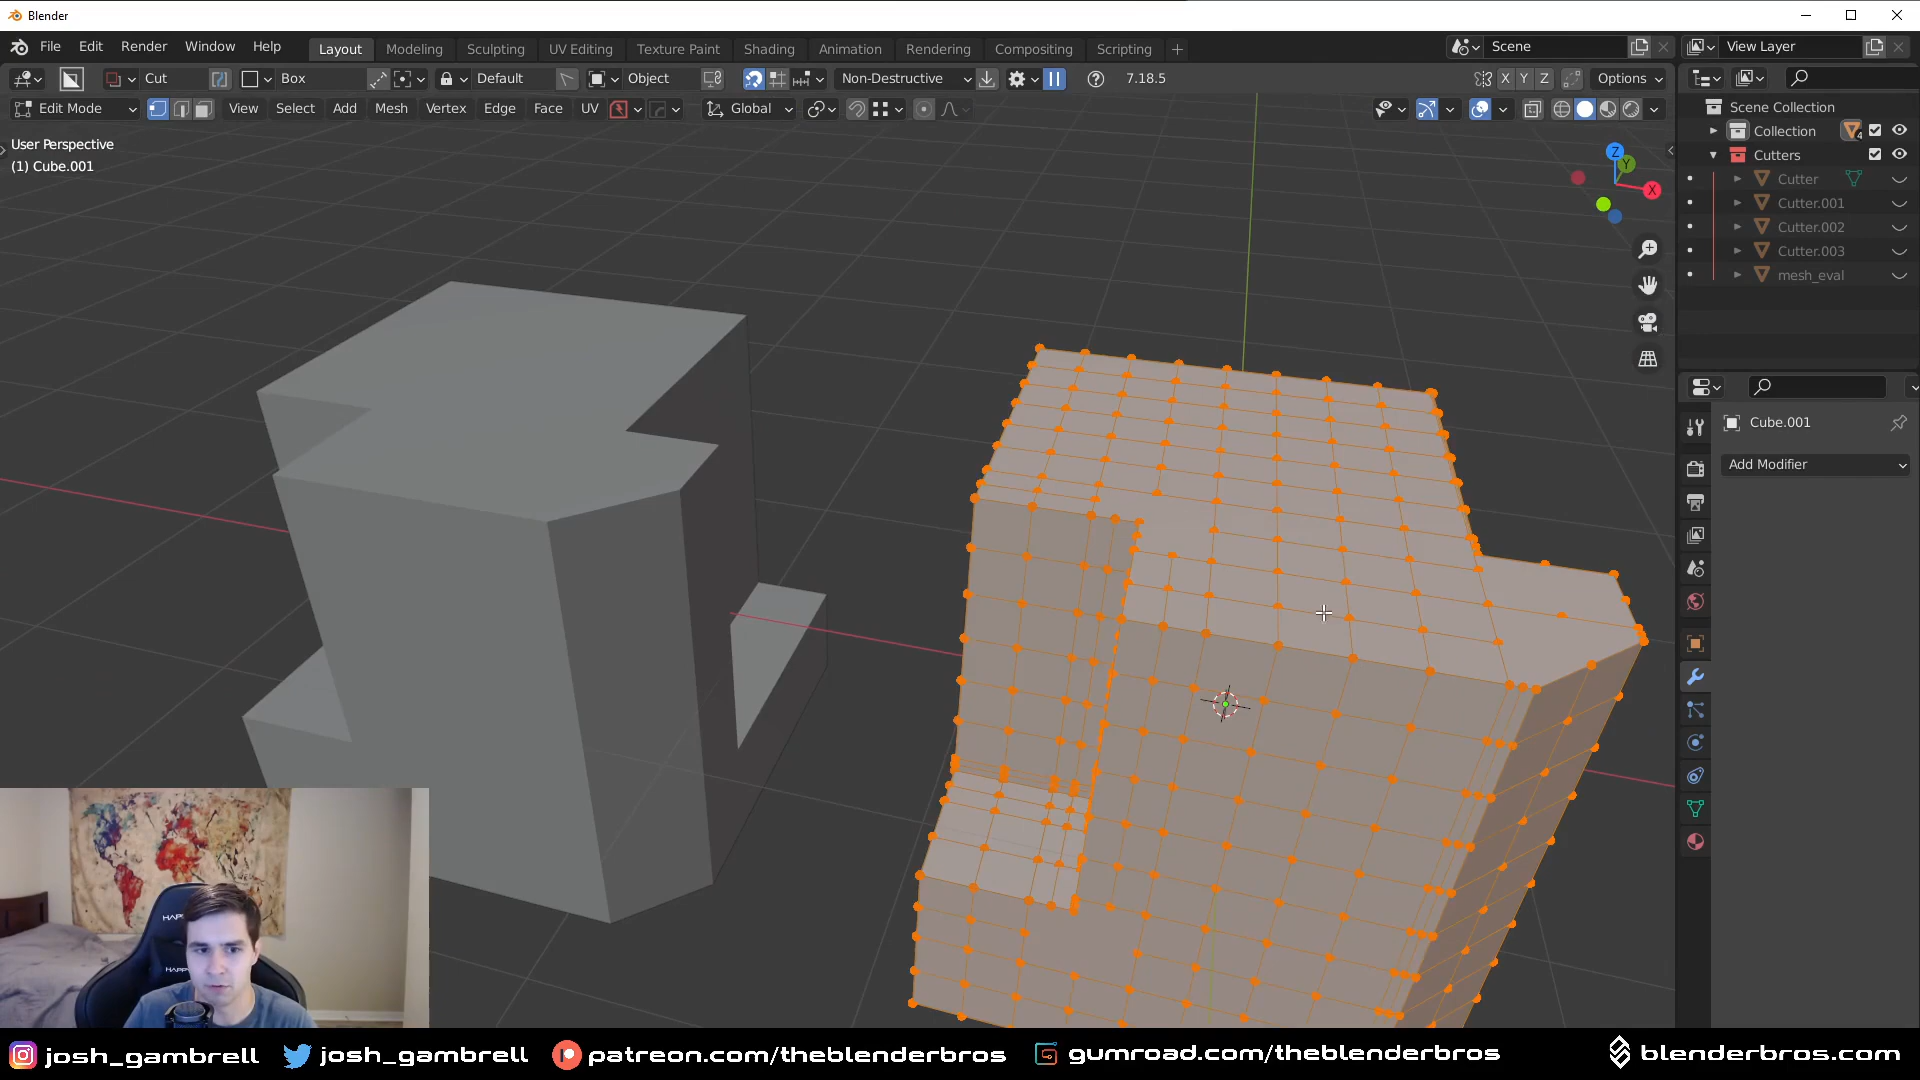 Blender
File Edit Render Window Help Layout Modeling Sculpting UV Editing Texture Paint Shading Animation Rendering Compositing Scripting + Scene View Layer
Cut Box Default Object Non-Destructive 7.18.5 X Y Z Options
Edit Mode View Select Add Mesh Vertex Edge Face UV Global
Scene Collection
Collection 4
Cutters
Cutter
Cutter.001
Cutter.002
Cutter.003
mesh_eval
User Perspective
(1) Cube.001
Z
Y
X
Cube.001
Add Modifier
HAPP
HAPP
josh_gambrell josh_gambrell patreon.com/theblenderbros gumroad.com/theblenderbros blenderbros.com